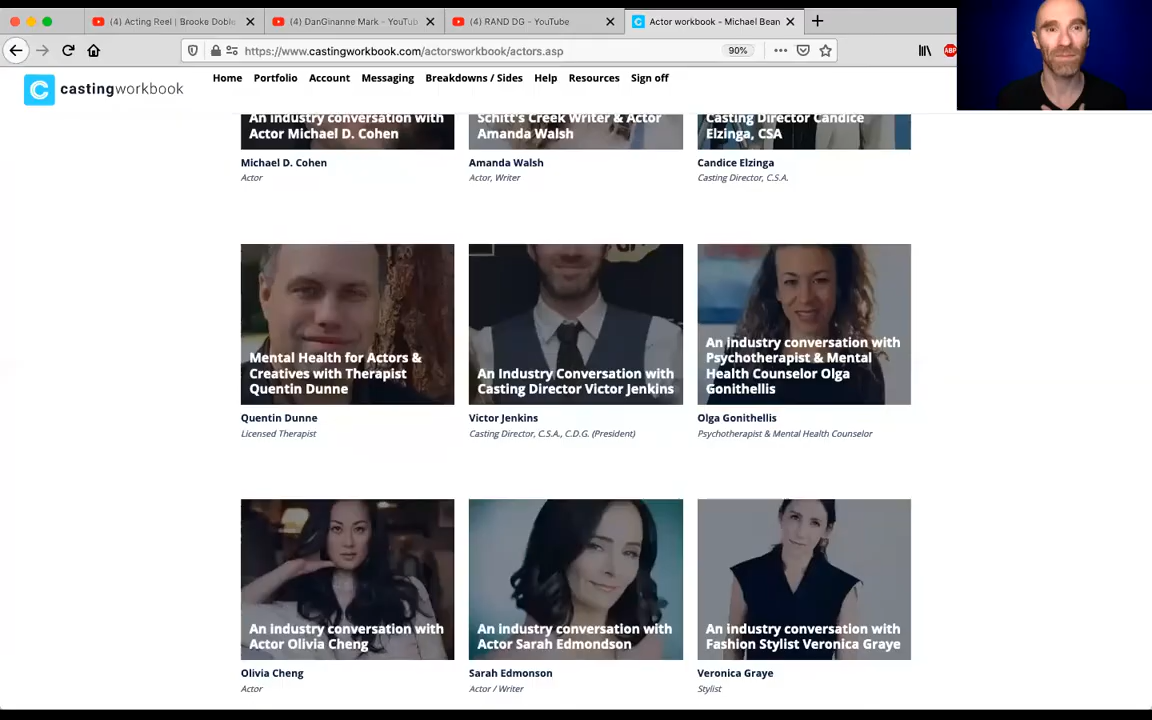 (4) Acting Reel | Brooke Doble
(4) DanGinanne Mark - YouTub
(4) RAND DG - YouTube
Actor workbook - Michael Bean
https://www.castingworkbook.com/actorsworkbook/actors.asp
90%
ABP
C castingworkbook
Home Portfolio Account Messaging Breakdowns / Sides Help Resources Sign off
An industry conversation with
Actor Michael D. Cohen
Michael D. Cohen
Actor
Schitt's Creek Writer & Actor
Amanda Walsh
Amanda Walsh
Actor, Writer
Casting Director Candice
Elzinga, CSA
Candice Elzinga
Casting Director, C.S.A.
Mental Health for Actors &
Creatives with Therapist
Quentin Dunne
Quentin Dunne
Licensed Therapist
An Industry Conversation with
Casting Director Victor Jenkins
Victor Jenkins
Casting Director, C.S.A., C.D.G. (President)
An industry conversation with
Psychotherapist & Mental
Health Counselor Olga
Gonithellis
Olga Gonithellis
Psychotherapist & Mental Health Counselor
An industry conversation with
Actor Olivia Cheng
Olivia Cheng
Actor
An industry conversation with
Actor Sarah Edmondson
Sarah Edmonson
Actor / Writer
An industry conversation with
Fashion Stylist Veronica Graye
Veronica Graye
Stylist